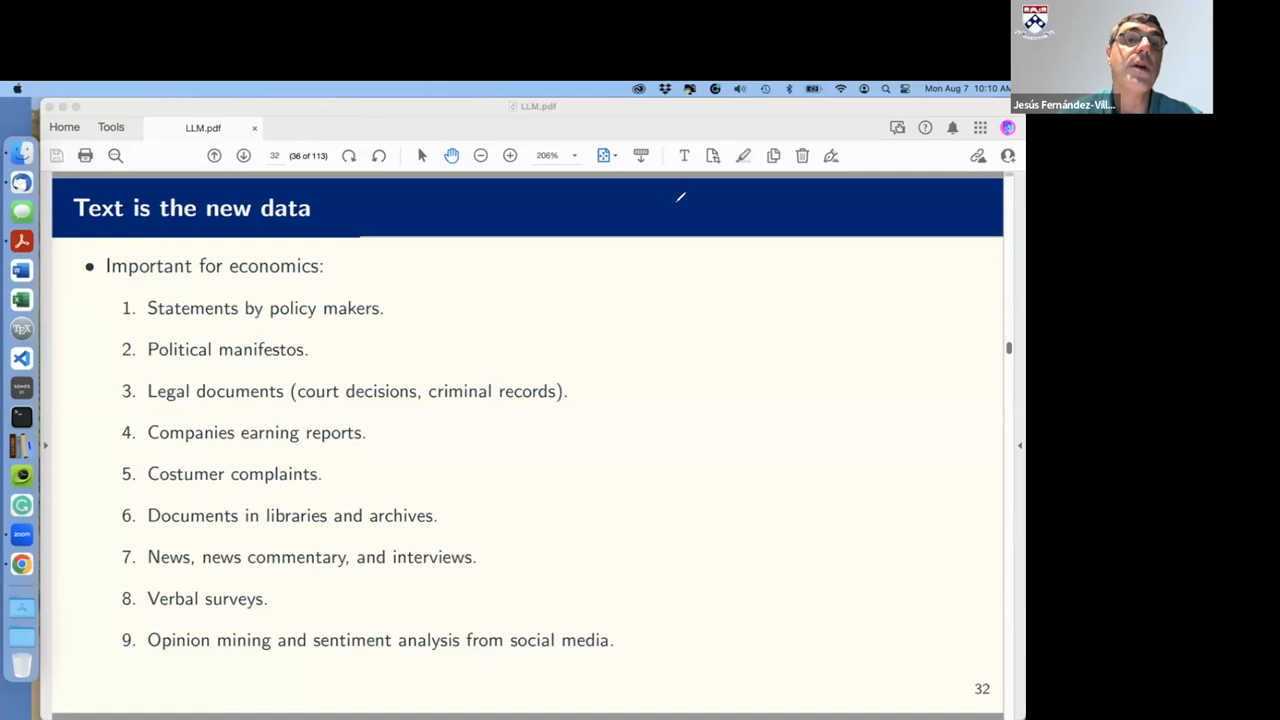 Mon Aug 7 10:10 AM
Jesús Fernández-Vill...
LLM.pdf
Home Tools LLM.pdf ×
32 (36 of 113) 206%
Text is the new data
• Important for economics:
1. Statements by policy makers.
2. Political manifestos.
3. Legal documents (court decisions, criminal records).
4. Companies earning reports.
5. Costumer complaints.
6. Documents in libraries and archives.
7. News, news commentary, and interviews.
8. Verbal surveys.
9. Opinion mining and sentiment analysis from social media.
32
TEX
zoom